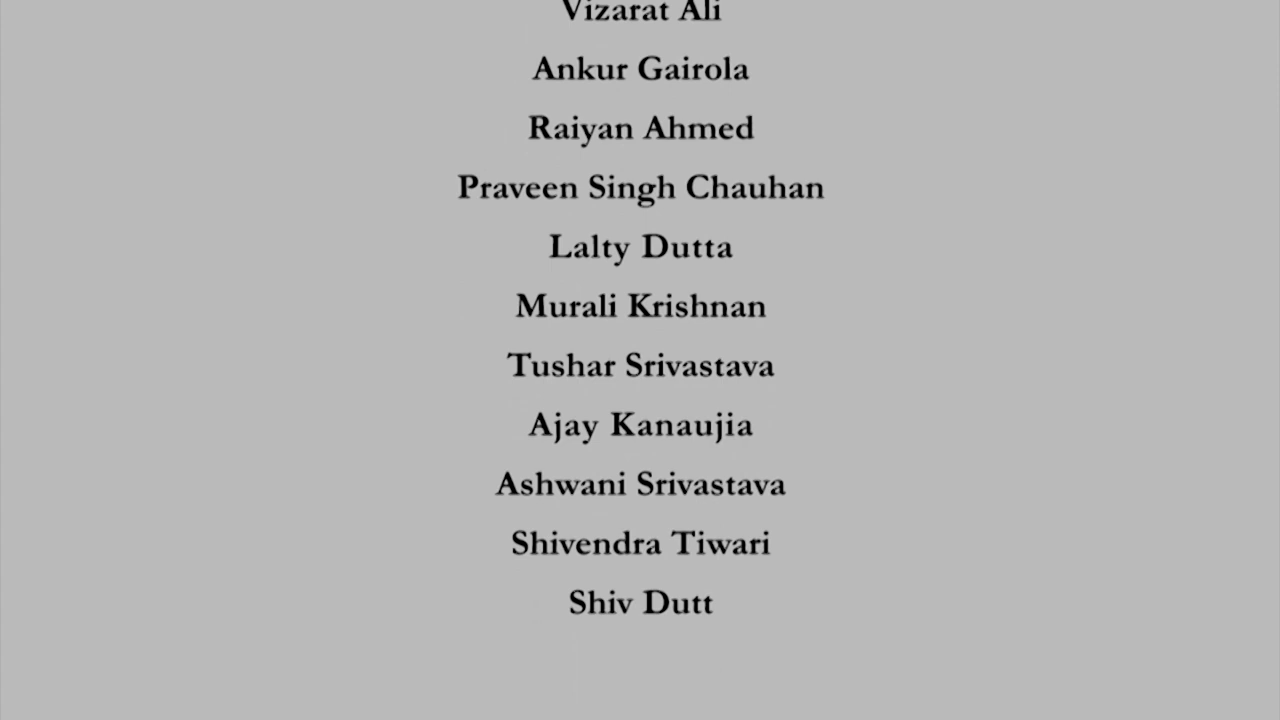 Vizarat Ali
Ankur Gairola
Raiyan Ahmed
Praveen Singh Chauhan
Lalty Dutta
Murali Krishnan
Tushar Srivastava
Ajay Kanaujia
Ashwani Srivastava
Shivendra Tiwari
Shiv Dutt